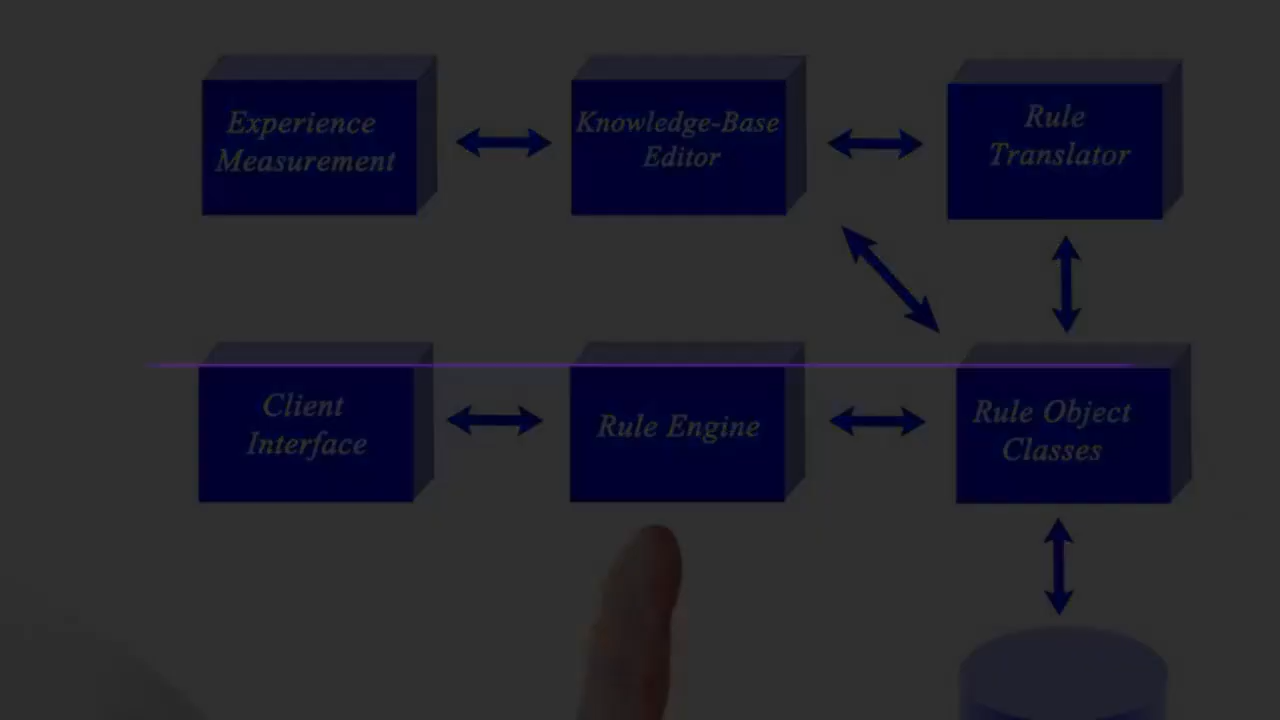 Experience
Measurement
Knowledge-Base
Editor
Rule
Translator
Client
Interface
Rule Engine
Rule Object
Classes